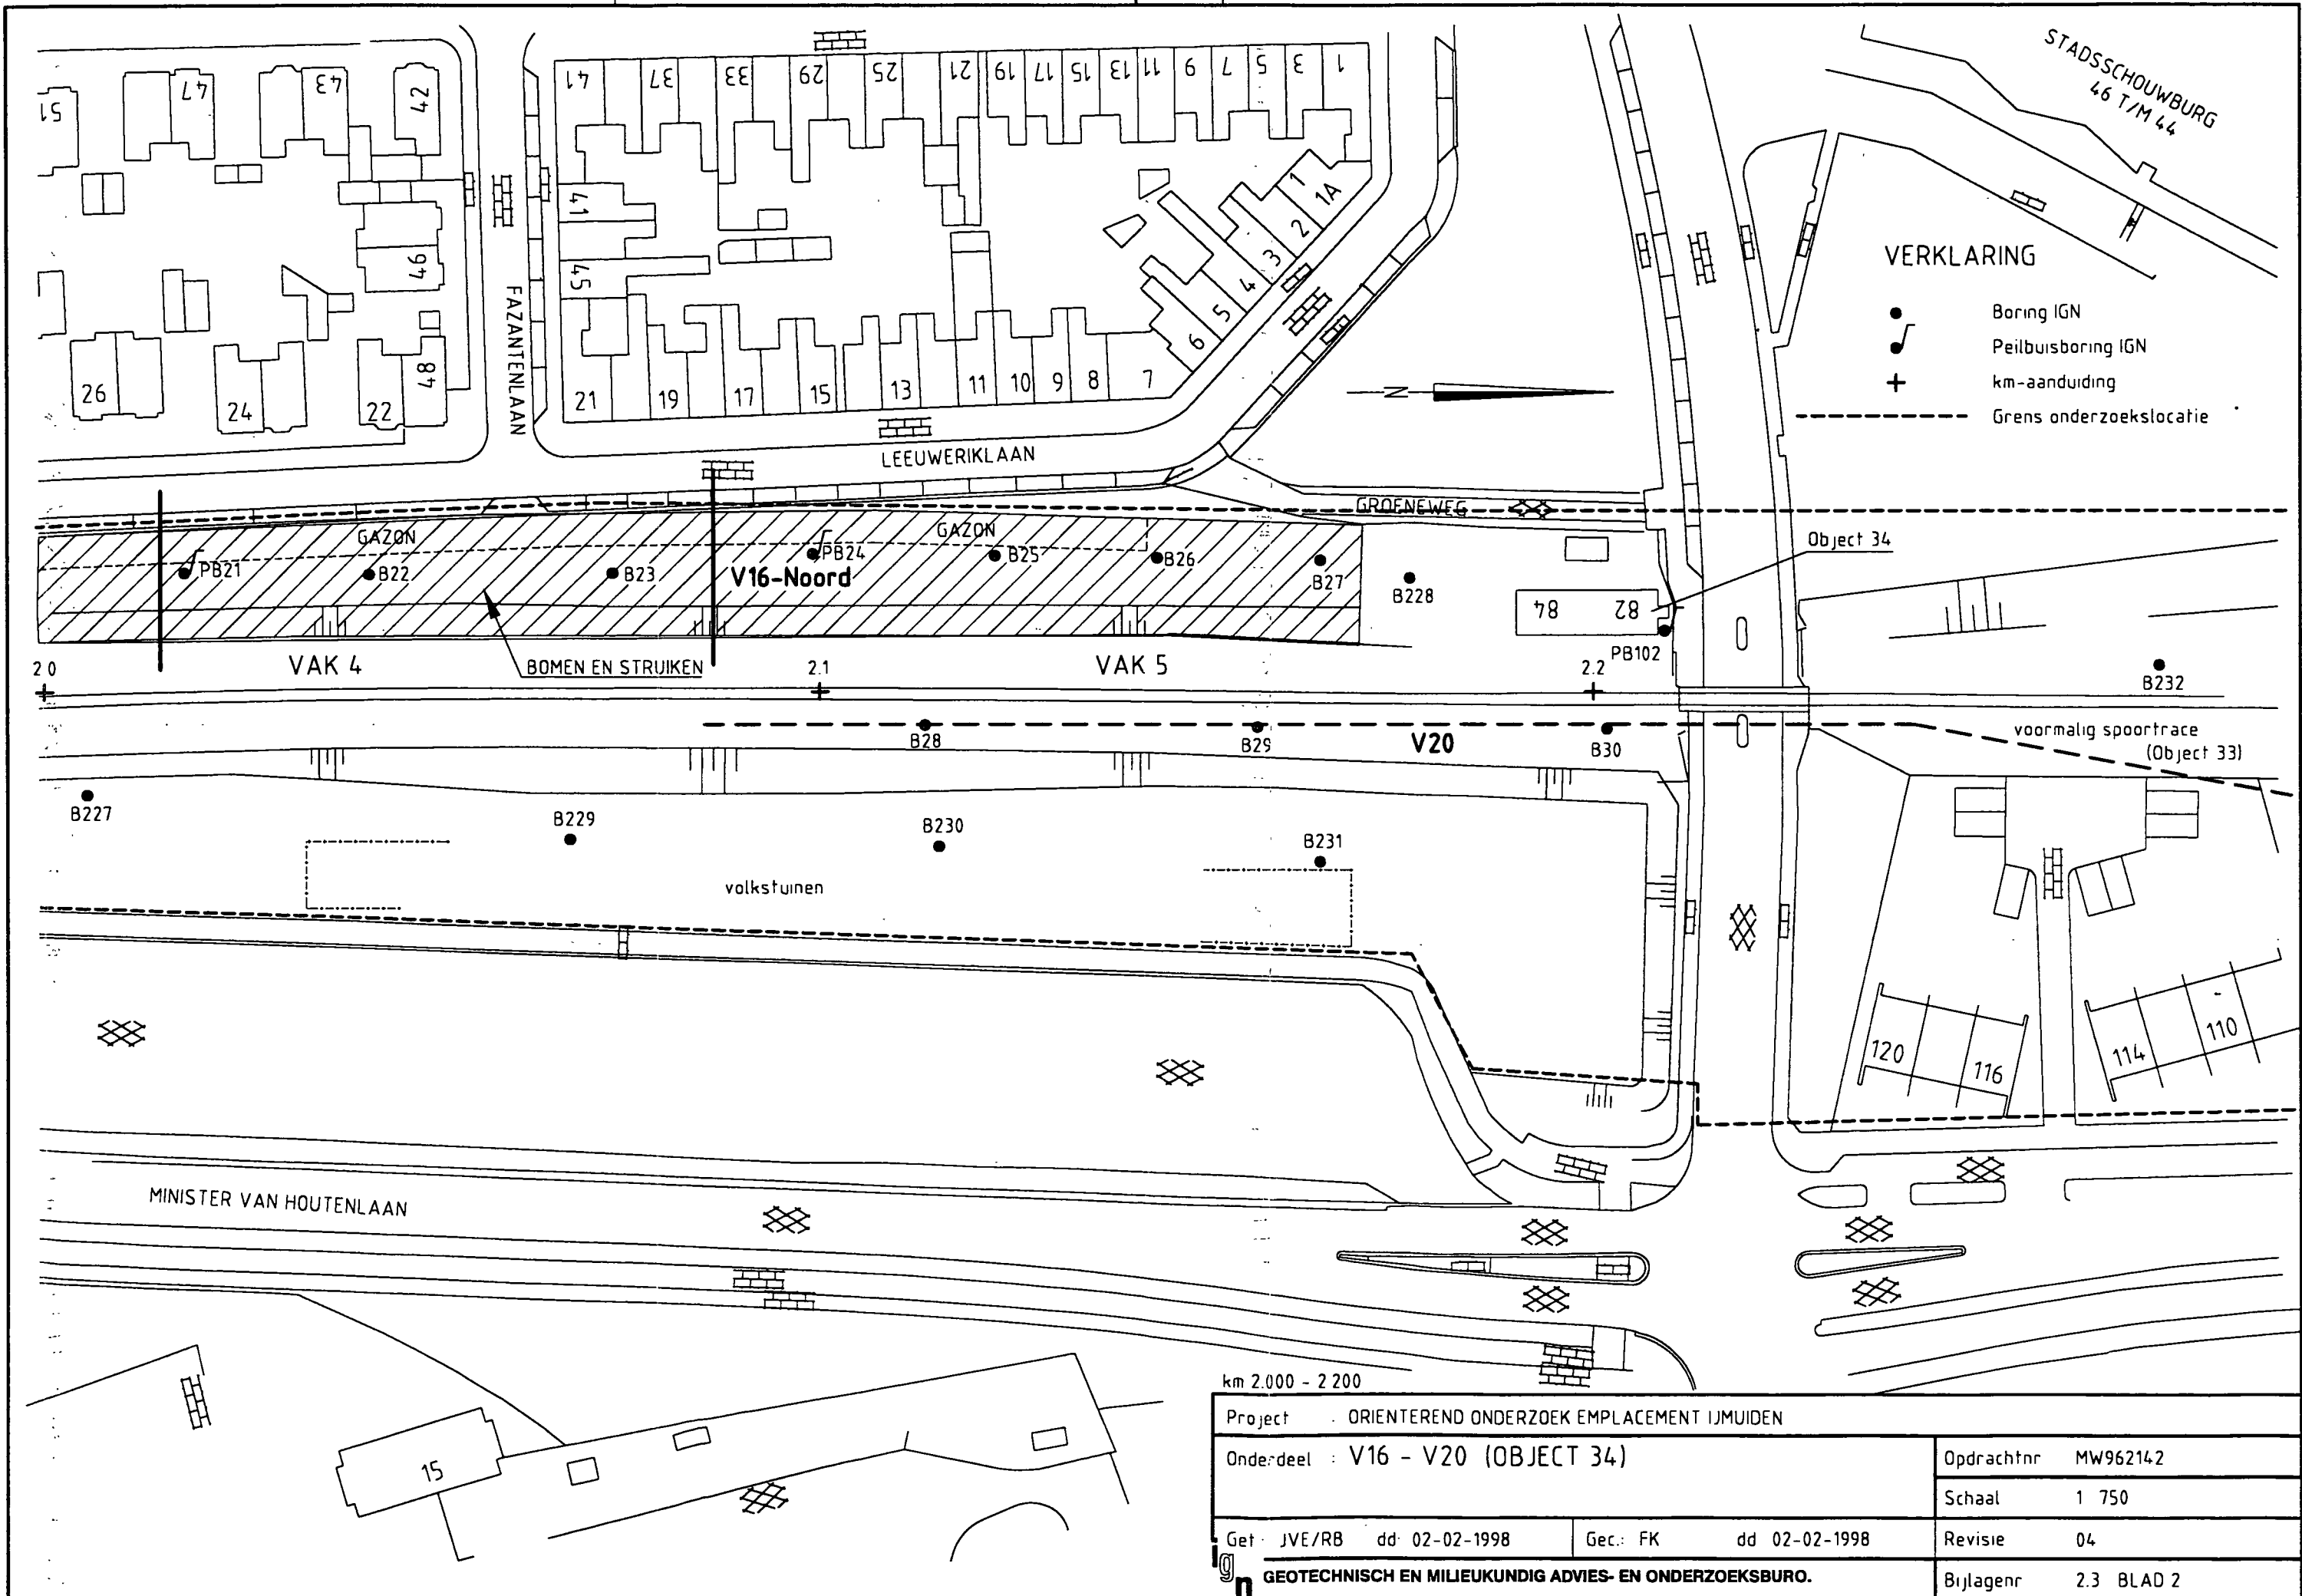 STADSSCHOUWBURG
46 T/M 44
51
47
43
42
41
37
33
29
25
21
19
17
15
13
11
9
7
5
3
1
41
45
46
48
1
1A
2
3
4
5
6
7
8
9
10
11
13
15
17
19
21
22
24
26
FAZANTENLAAN
LEEUWERIKLAAN
GROENEWEG
N
VERKLARING
Boring IGN
Peilbuisboring IGN
km-aanduiding
Grens onderzoekslocatie
GAZON
GAZON
PB21
B22
B23
PB24
V16-Noord
B25
B26
B27
B228
84
82
Object 34
PB102
VAK 4
BOMEN EN STRUIKEN
VAK 5
2 0
2.1
2.2
B232
B28
B29
V20
B30
voormalig spoortrace
(Object 33)
B227
B229
B230
B231
volkstuinen
120
116
114
110
MINISTER VAN HOUTENLAAN
15
km 2.000 - 2 200
Project . ORIENTEREND ONDERZOEK EMPLACEMENT IJMUIDEN
Onderdeel : V16 - V20 (OBJECT 34)
Opdrachtnr MW962142
Schaal 1 750
Get JVE/RB dd 02-02-1998 Gec.: FK dd 02-02-1998
Revisie 04
ign GEOTECHNISCH EN MILIEUKUNDIG ADVIES- EN ONDERZOEKSBURO.
Bijlagenr 2.3 BLAD 2